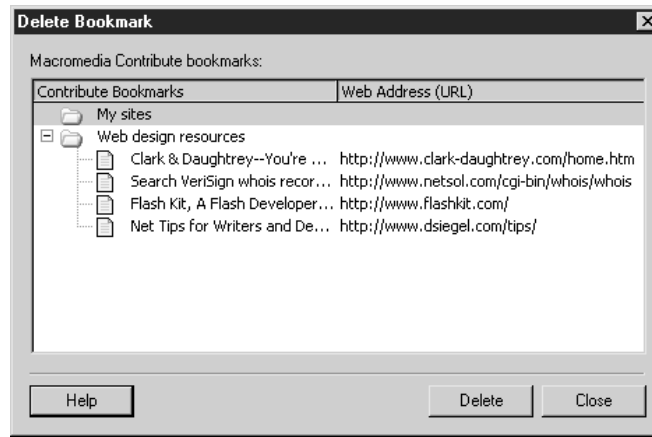 Delete Bookmark
Macromedia Contribute bookmarks:
Contribute Bookmarks Web Address (URL)
My sites
Web design resources
Clark & Daughtrey--You're ... http://www.clark-daughtrey.com/home.htm
Search VeriSign whois recor... http://www.netsol.com/cgi-bin/whois/whois
Flash Kit, A Flash Developer... http://www.flashkit.com/
Net Tips for Writers and De... http://www.dsiegel.com/tips/
Help Delete Close